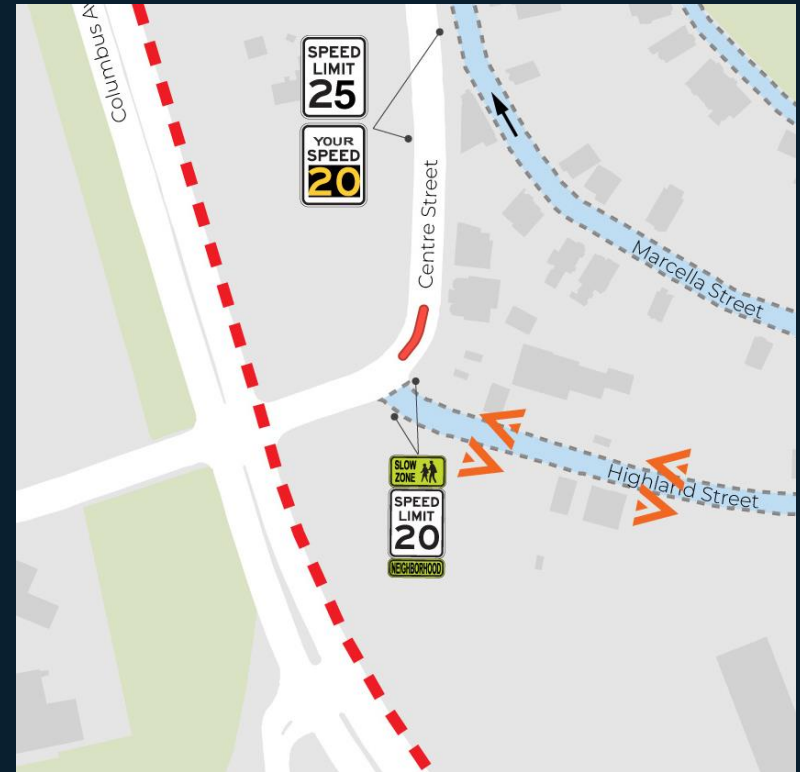 Columbus A
SPEED
LIMIT
25
YOUR
SPEED
20
Centre Street
Marcella Street
Highland Street
SLOW
ZONE
SPEED
LIMIT
20
NEIGHBORHOOD